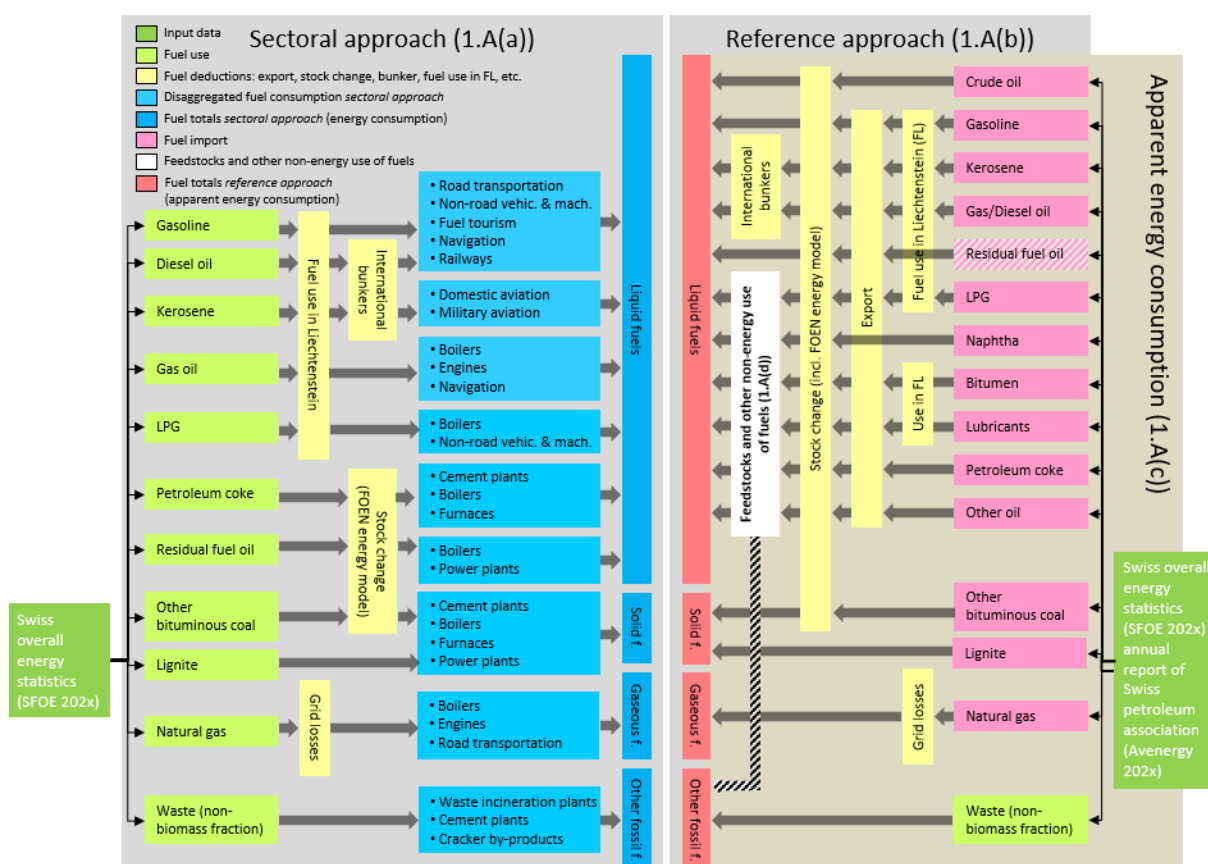 Sectoral approach (1.A(a))
Input data
Fuel use
Fuel deductions: export, stock change, bunker, fuel use in FL, etc.
Disaggregated fuel consumption sectoral approach
Fuel totals sectoral approach (energy consumption)
Fuel import
Feedstocks and other non-energy use of fuels
Fuel totals reference approach
(apparent energy consumption)
Swiss
overall
energy
statistics
(SFOE 202x)
Gasoline
Diesel oil
Kerosene
Gas oil
LPG
Petroleum coke
Residual fuel oil
Other
bituminous coal
Lignite
Natural gas
Waste (non-
biomass fraction)
Fuel use in Liechtenstein
International
bunkers
Stock change
(FOEN energy model)
Grid losses
• Road transportation
• Non-road vehic. & mach.
• Fuel tourism
• Navigation
• Railways
• Domestic aviation
• Military aviation
• Boilers
• Engines
• Navigation
• Boilers
• Non-road vehic. & mach.
• Cement plants
• Boilers
• Furnaces
• Boilers
• Power plants
• Cement plants
• Boilers
• Furnaces
• Power plants
• Boilers
• Engines
• Road transportation
• Waste incineration plants
• Cement plants
• Cracker by-products
Liquid fuels
Solid f.
Gaseous f.
Other fossil f.
Reference approach (1.A(b))
Liquid fuels
Solid f.
Gaseous f.
Other fossil f.
International
bunkers
Feedstocks and other non-energy use
of fuels (1.A(d))
Stock change (incl. FOEN energy model)
Export
Fuel use in Liechtenstein (FL)
Use in FL
Grid losses
Crude oil
Gasoline
Kerosene
Gas/Diesel oil
Residual fuel oil
LPG
Naphtha
Bitumen
Lubricants
Petroleum coke
Other oil
Other
bituminous coal
Lignite
Natural gas
Waste (non-
biomass fraction)
Apparent energy consumption (1.A(c))
Swiss overall
energy
statistics
(SFOE 202x)
annual
report of
Swiss
petroleum
association
(Avenergy
202x)